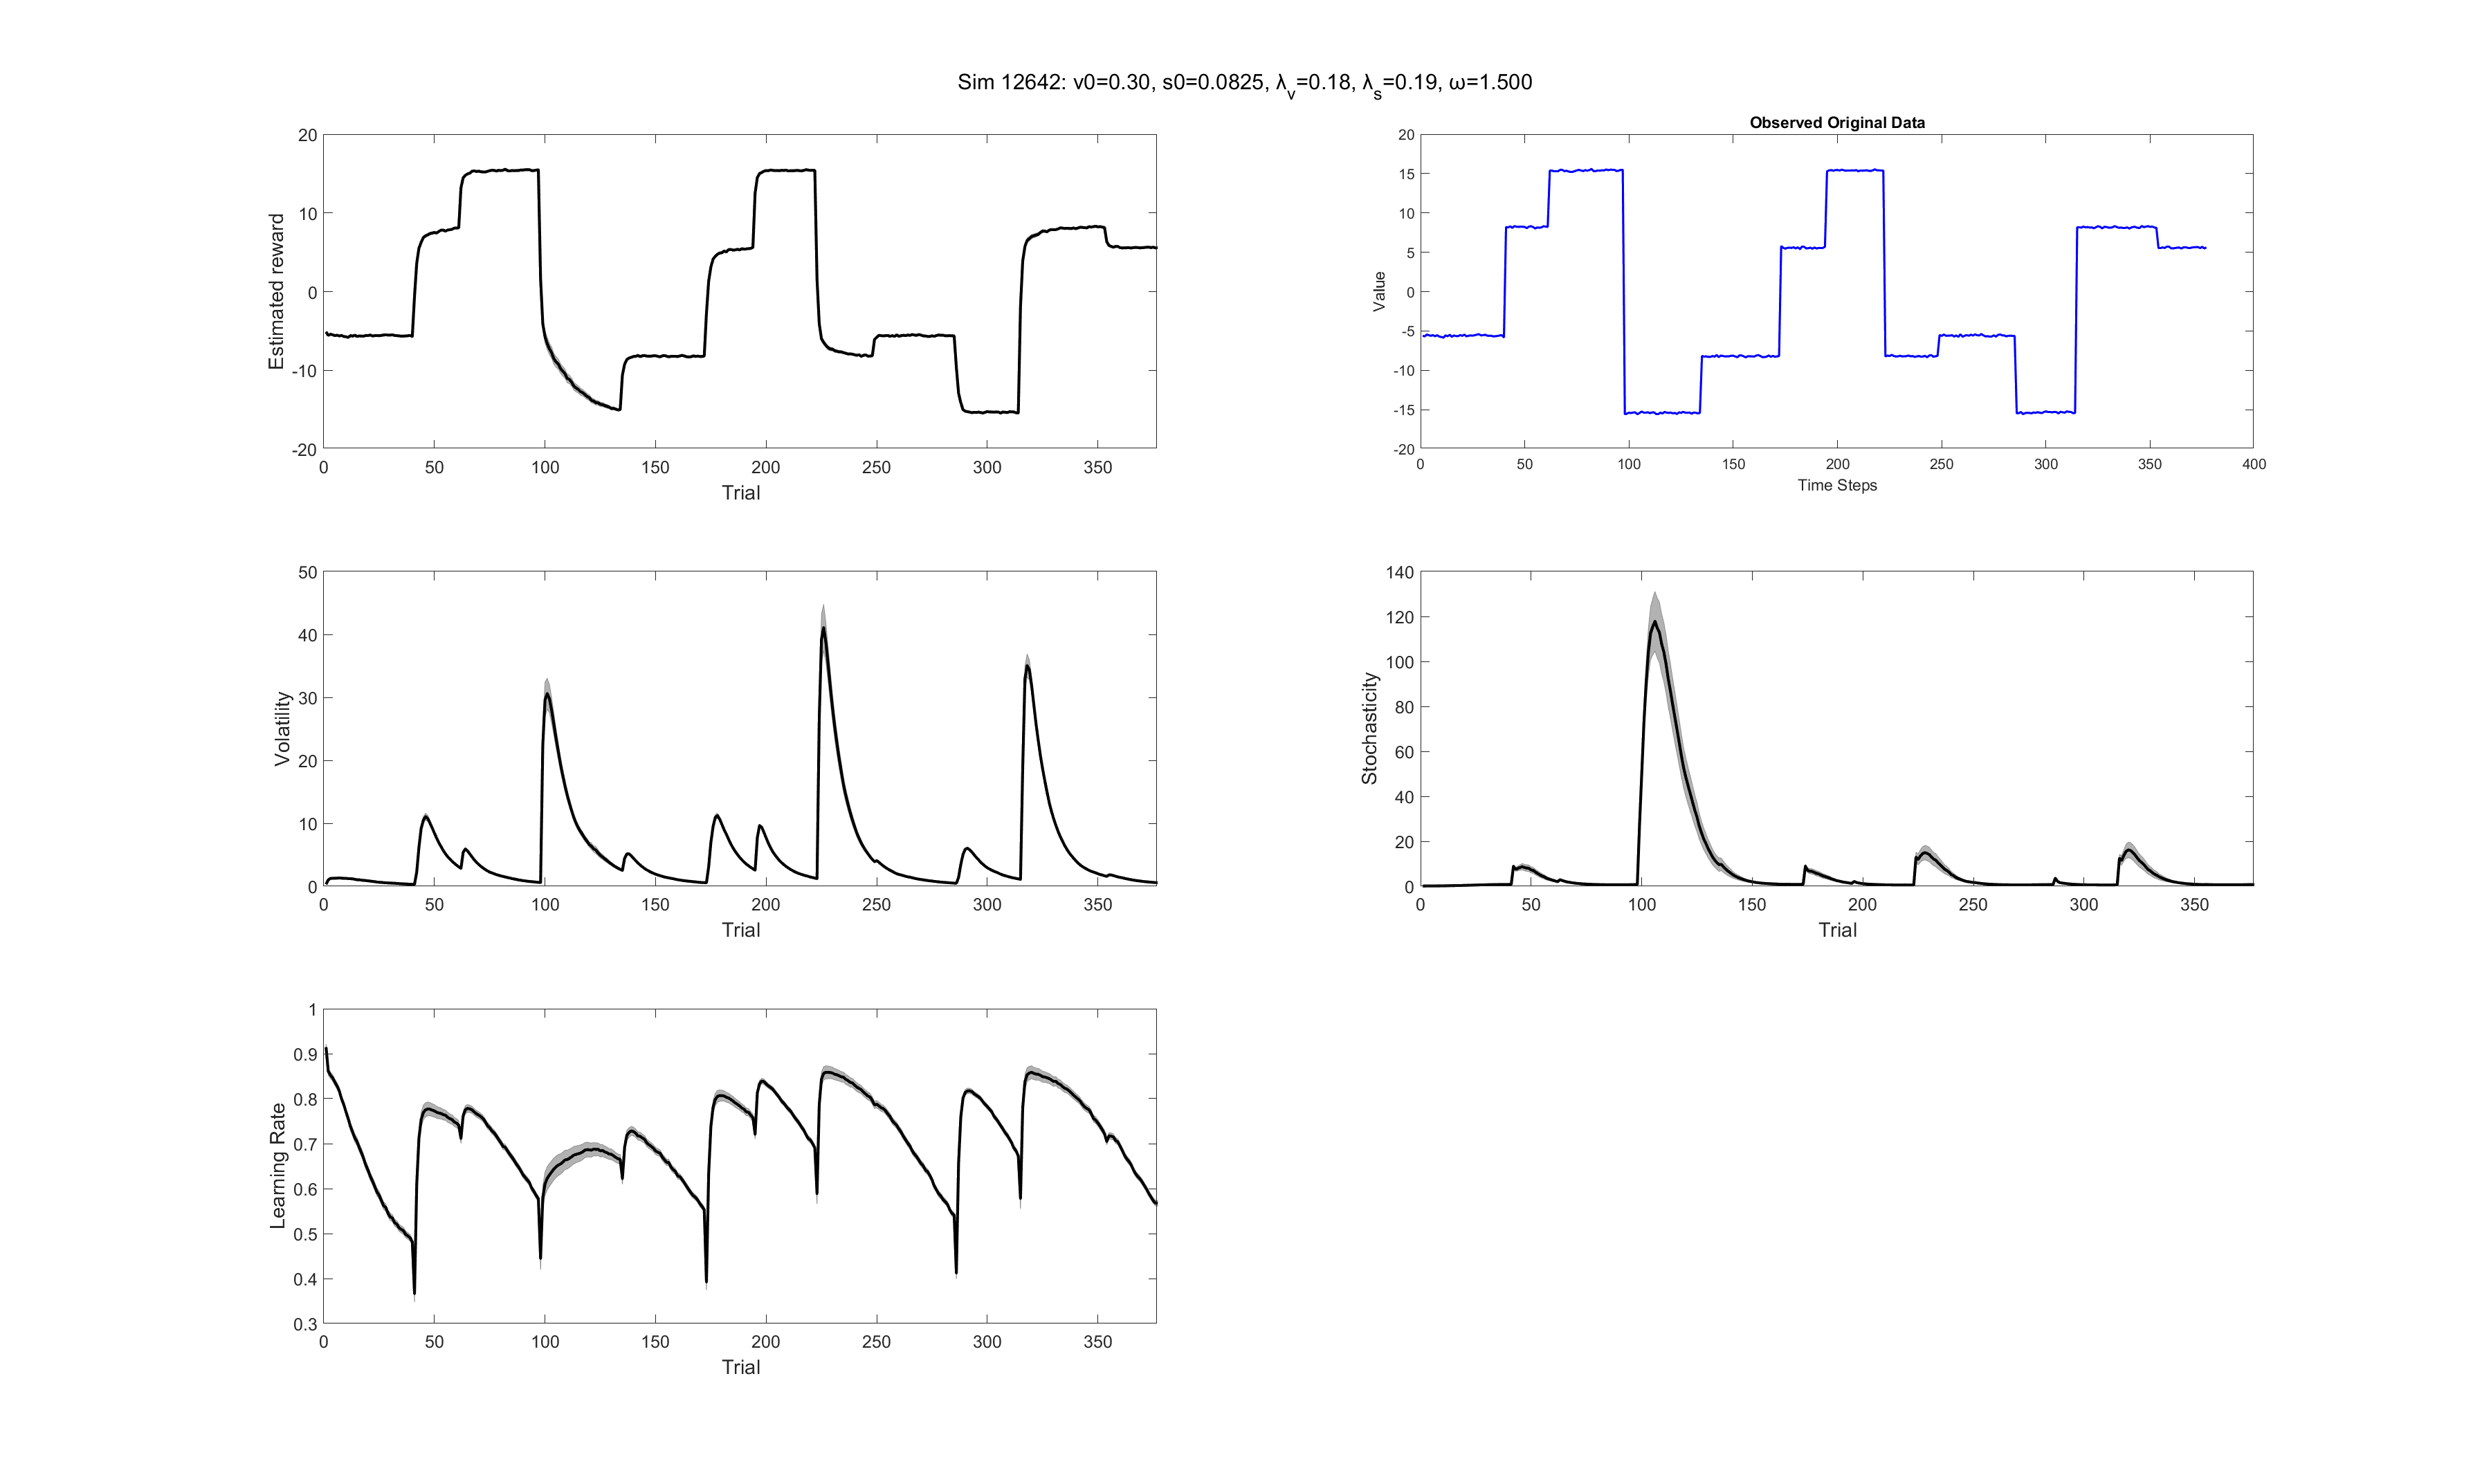 Sim 12642: v0=0.30, s0=0.0825, λv=0.18, λs=0.19, ω=1.500
20
10
0
-10
-20
Estimated reward
0 50 100 150 200 250 300 350
Trial
Observed Original Data
20
15
10
5
0
-5
-10
-15
-20
Value
0 50 100 150 200 250 300 350 400
Time Steps
50
40
30
20
10
0
Volatility
0 50 100 150 200 250 300 350
Trial
140
120
100
80
60
40
20
0
Stochasticity
0 50 100 150 200 250 300 350
Trial
1
0.9
0.8
0.7
0.6
0.5
0.4
0.3
Learning Rate
0 50 100 150 200 250 300 350
Trial